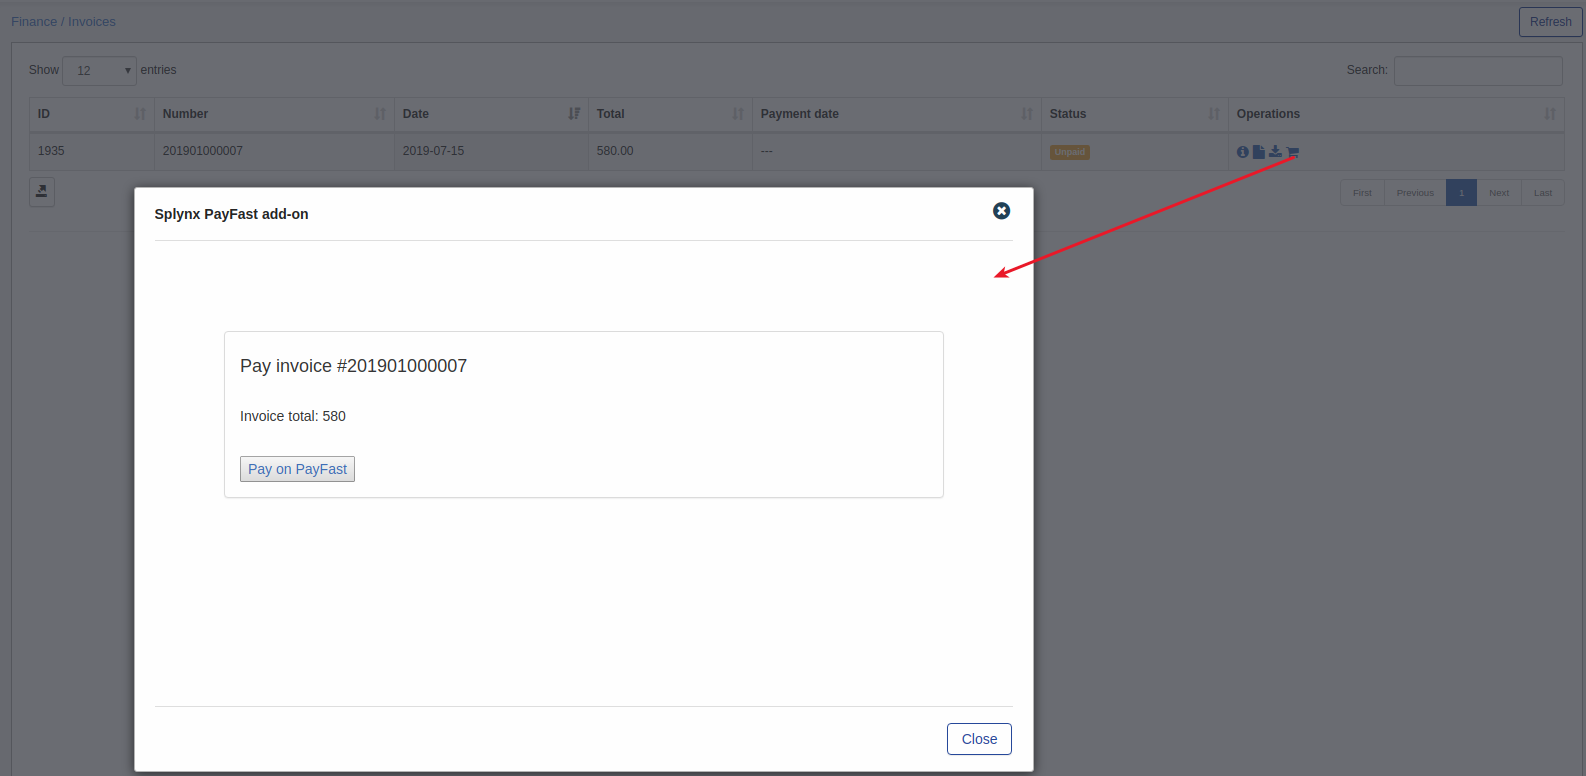 Finance / Invoices
Refresh
Show 12 entries
Search:
ID Number Date Total Payment date Status Operations
1935 201901000007 2019-07-15 580.00 --- Unpaid
First Previous 1 Next Last
Splynx PayFast add-on
Pay invoice #201901000007
Invoice total: 580
Pay on PayFast
Close